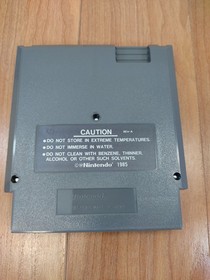 CAUTION
•DO NOT STORE IN EXTREME TEMPERATURES.
•DO NOT IMMERSE IN WATER.
•DO NOT CLEAN WITH BENZENE, THINNER,
ALCOHOL OR OTHER SUCH SOLVENTS.
©Nintendo 1985